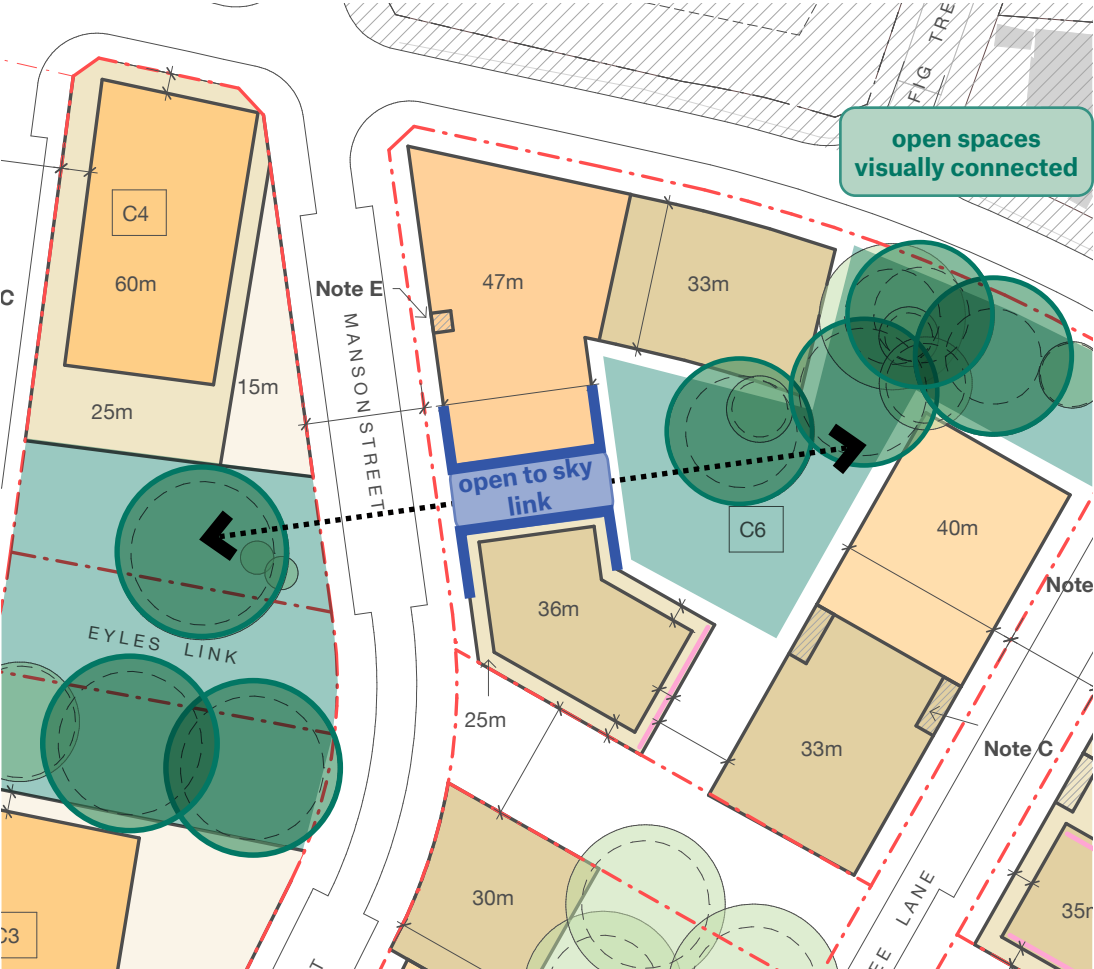 FIG TRE
open spaces
visually connected
C4
60m
47m
33m
Note E
C
MANSON STREET
15m
25m
open to sky
link
C6
40m
Note
36m
EYLES LINK
25m
33m
Note C
30m
LANE
EE
35m
C3
T